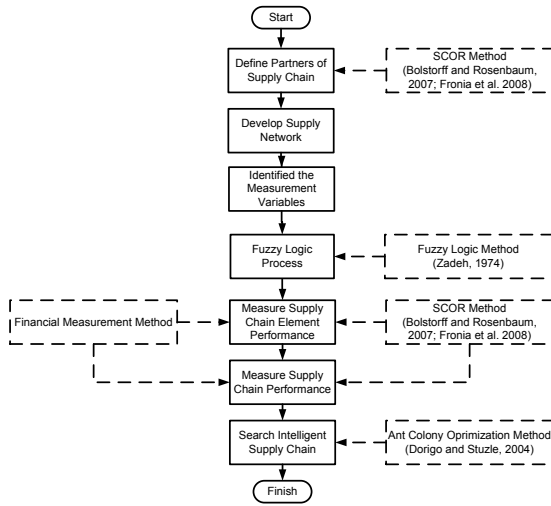 Start
Define Partners of
Supply Chain
SCOR Method
(Bolstorff and Rosenbaum,
2007; Fronia et al. 2008)
Develop Supply
Network
Identified the
Measurement
Variables
Fuzzy Logic
Process
Fuzzy Logic Method
(Zadeh, 1974)
Financial Measurement Method
Measure Supply
Chain Element
Performance
SCOR Method
(Bolstorff and Rosenbaum,
2007; Fronia et al. 2008)
Measure Supply
Chain Performance
Search Intelligent
Supply Chain
Ant Colony Oprimization Method
(Dorigo and Stuzle, 2004)
Finish